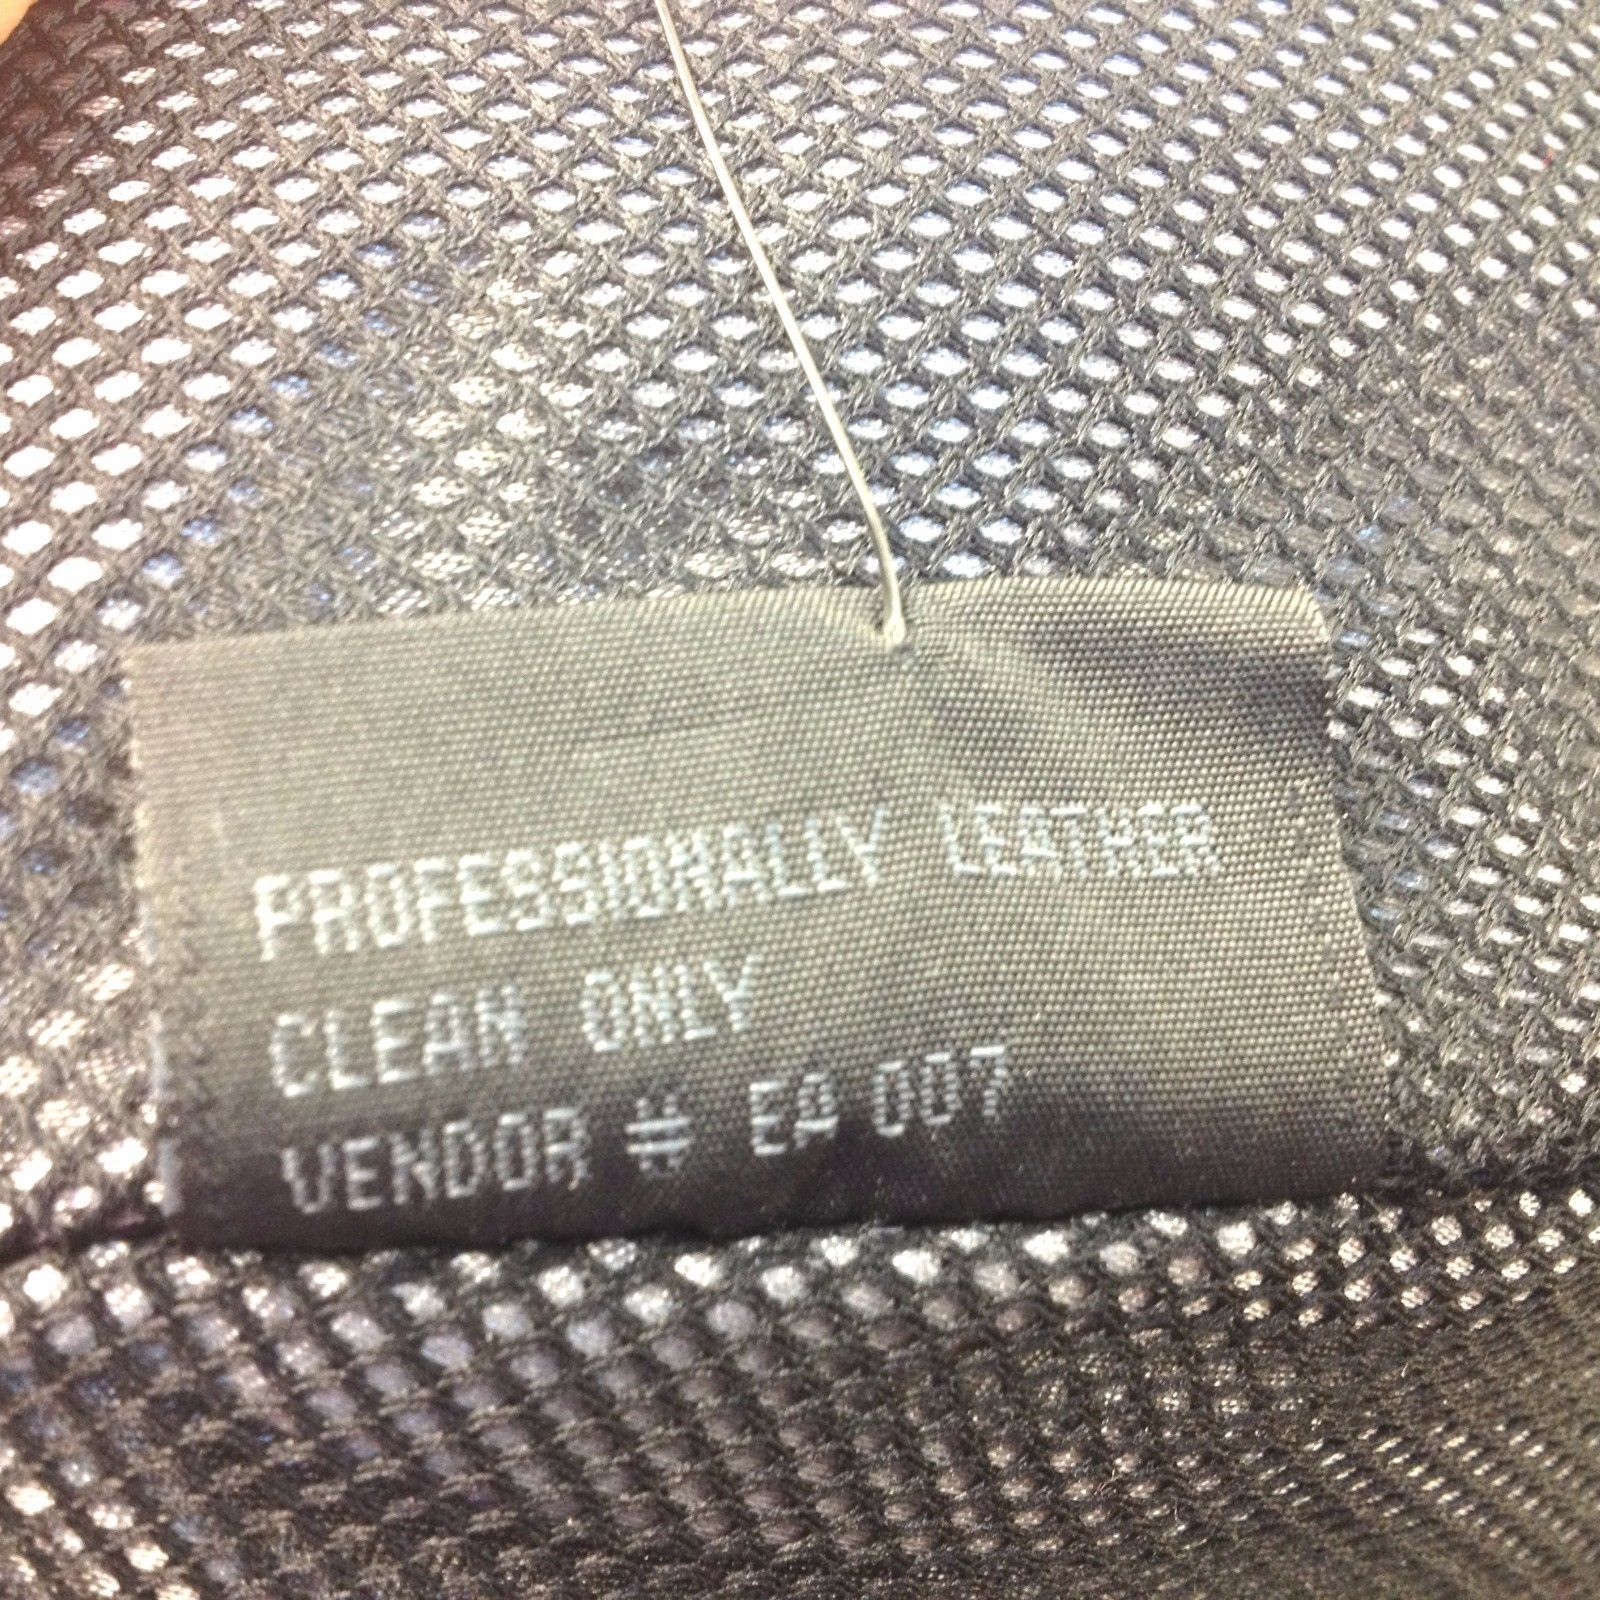 PROFESSIONALLY LEATHER
CLEAN ONLY
VENDOR # EA 007